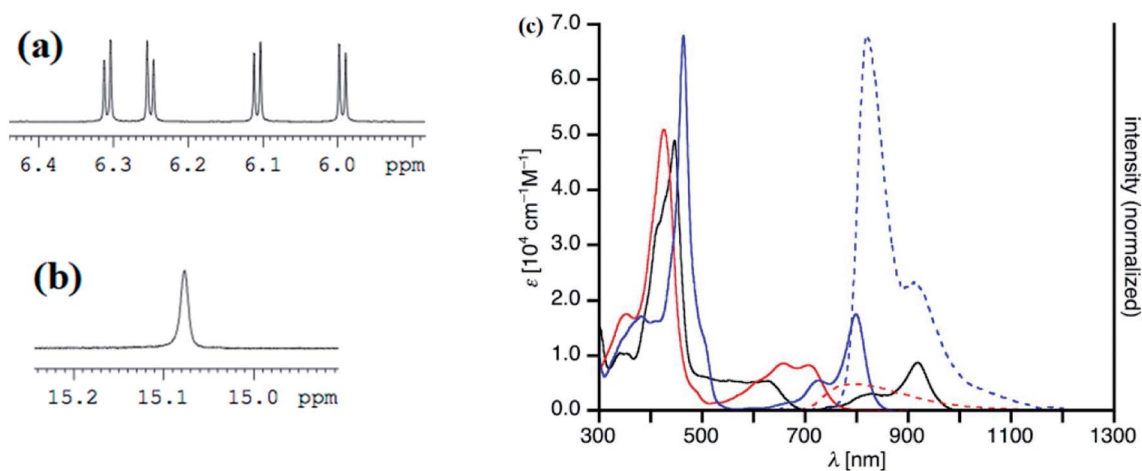 (a)
6.4 6.3 6.2 6.1 6.0 ppm
(b)
15.2 15.1 15.0 ppm
(c)
7.0
6.0
5.0
4.0
3.0
2.0
1.0
0.0
ε [10⁴ cm⁻¹M⁻¹]
intensity (normalized)
300 500 700 900 1100 1300
λ [nm]